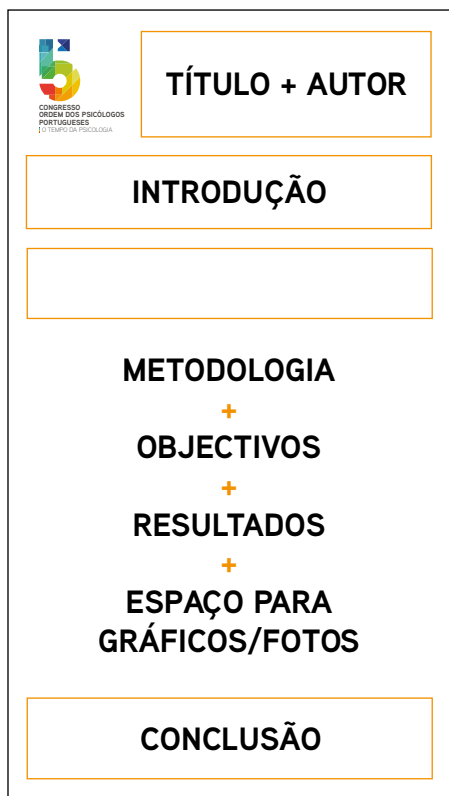 CONGRESSO
ORDEM DOS PSICÓLOGOS
PORTUGUESES
O TEMPO DA PSICOLOGIA
TÍTULO + AUTOR
INTRODUÇÃO
METODOLOGIA
+
OBJECTIVOS
+
RESULTADOS
+
ESPAÇO PARA
GRÁFICOS/FOTOS
CONCLUSÃO